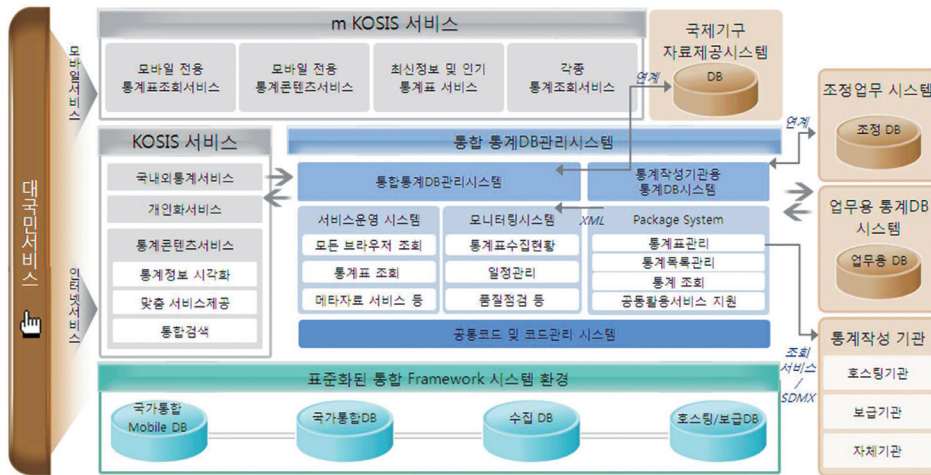 대국민서비스
모바일서비스
인터넷서비스
m KOSIS 서비스
모바일 전용
통계표조회서비스
모바일 전용
통계콘텐츠서비스
최신정보 및 인기
통계표 서비스
각종
통계조회서비스
국제기구
자료제공시스템
DB
연계
조정업무 시스템
조정 DB
연계
KOSIS 서비스
국내외통계서비스
개인화서비스
통계콘텐츠서비스
통계정보 시각화
맞춤 서비스제공
통합검색
통합 통계DB관리시스템
통합통계DB관리시스템
통계작성기관용
통계DB시스템
서비스운영 시스템
모든 브라우저 조회
통계표 조회
메타자료 서비스 등
모니터링시스템
통계표수집현황
일정관리
품질점검 등
XML
Package System
통계표관리
통계목록관리
통계 조회
공동활용서비스 지원
공통코드 및 코드관리 시스템
업무용 통계DB
시스템
업무용 DB
조회
서비스
/
SDMX
통계작성 기관
호스팅기관
보급기관
자체기관
표준화된 통합 Framework 시스템 환경
국가통합
Mobile DB
국가통합DB
수집 DB
호스팅/보급DB